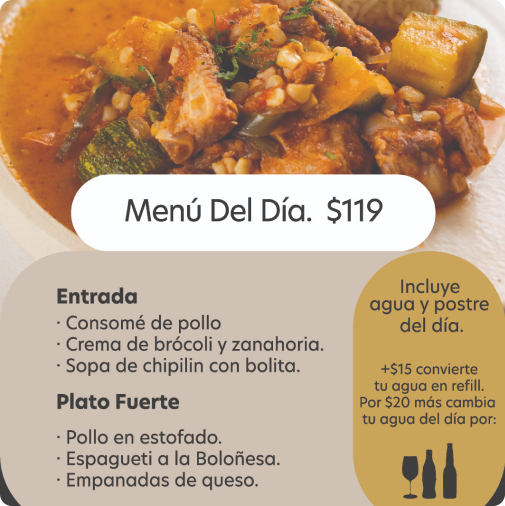 Menú Del Día.  $119
Entrada
· Consomé de pollo
· Crema de brócoli y zanahoria.
· Sopa de chipilin con bolita.
Plato Fuerte
· Pollo en estofado.
· Espagueti a la Boloñesa.
· Empanadas de queso.
Incluye
agua y postre
del día.
+$15 convierte
tu agua en refill.
Por $20 más cambia
tu agua del día por: